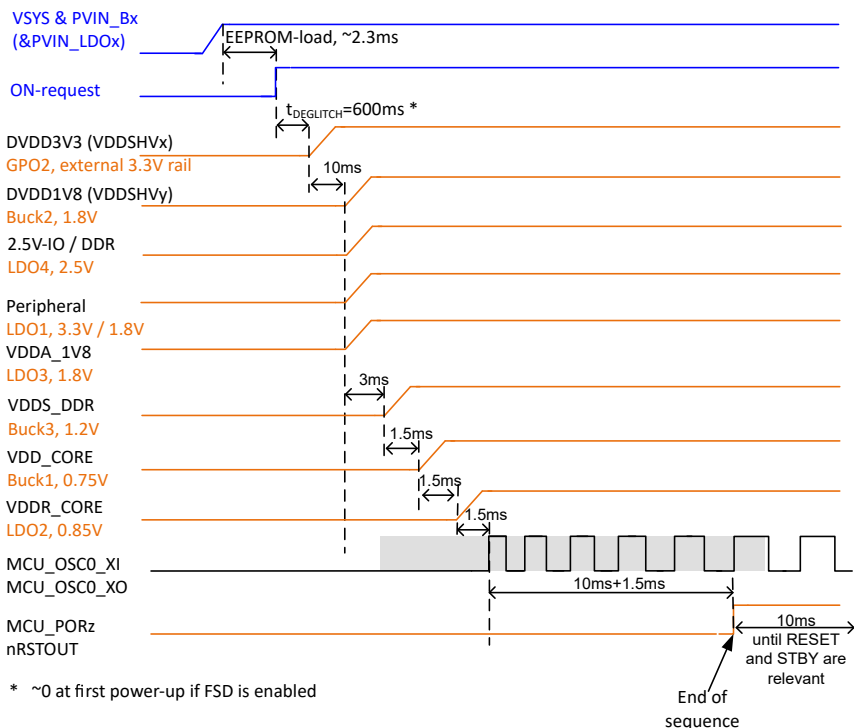 VSYS & PVIN_Bx
(&PVIN_LDOx)
EEPROM-load, ~2.3ms
ON-request
tDEGLITCH=600ms *
DVDD3V3 (VDDSHVx)
GPO2, external 3.3V rail
10ms
DVDD1V8 (VDDSHVy)
Buck2, 1.8V
2.5V-IO / DDR
LDO4, 2.5V
Peripheral
LDO1, 3.3V / 1.8V
VDDA_1V8
LDO3, 1.8V
3ms
VDDS_DDR
Buck3, 1.2V
1.5ms
VDD_CORE
Buck1, 0.75V
1.5ms
VDDR_CORE
LDO2, 0.85V
1.5ms
MCU_OSC0_XI
MCU_OSC0_XO
10ms+1.5ms
MCU_PORz
nRSTOUT
10ms
until RESET
and STBY are
relevant
* ~0 at first power-up if FSD is enabled
End of
sequence